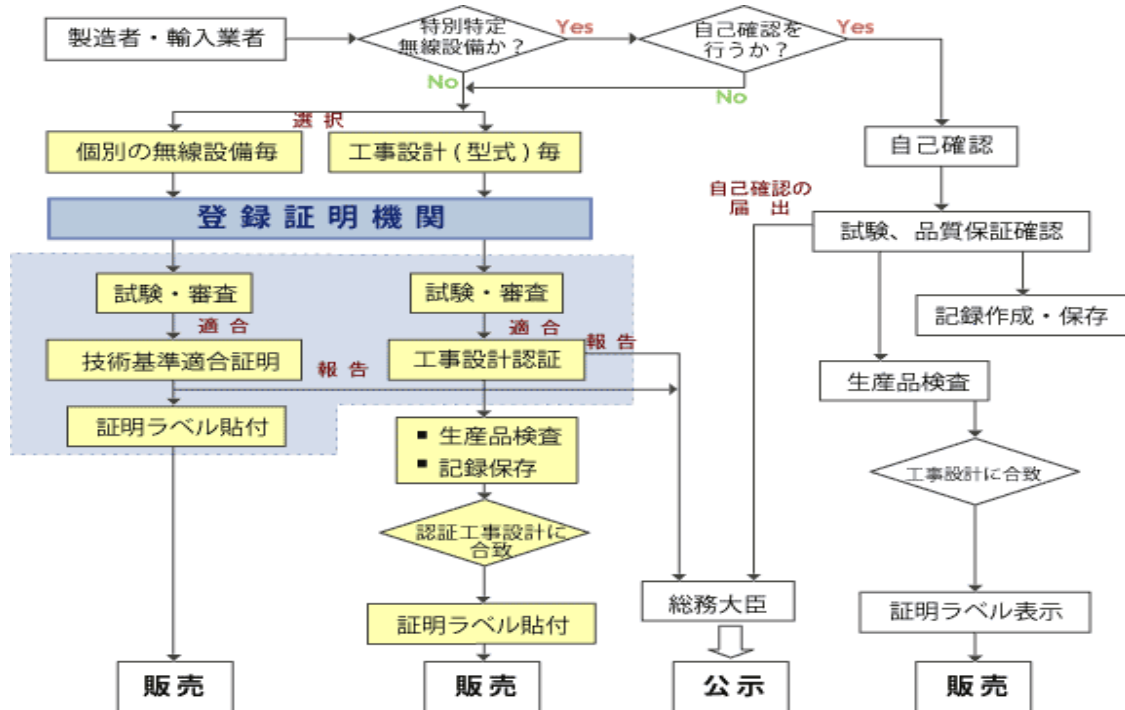 製造者・輸入業者
特別特定
無線設備か？
Yes
自己確認を
行うか？
Yes
No
No
選択
個別の無線設備毎
工事設計(型式)毎
自己確認
登録証明機関
自己確認の
届出
試験、品質保証確認
試験・審査
試験・審査
記録作成・保存
適合
適合
技術基準適合証明
報告
工事設計認証
報告
生産品検査
証明ラベル貼付
▪ 生産品検査
▪ 記録保存
工事設計に合致
認証工事設計に
合致
総務大臣
証明ラベル貼付
証明ラベル表示
販売
販売
公示
販売